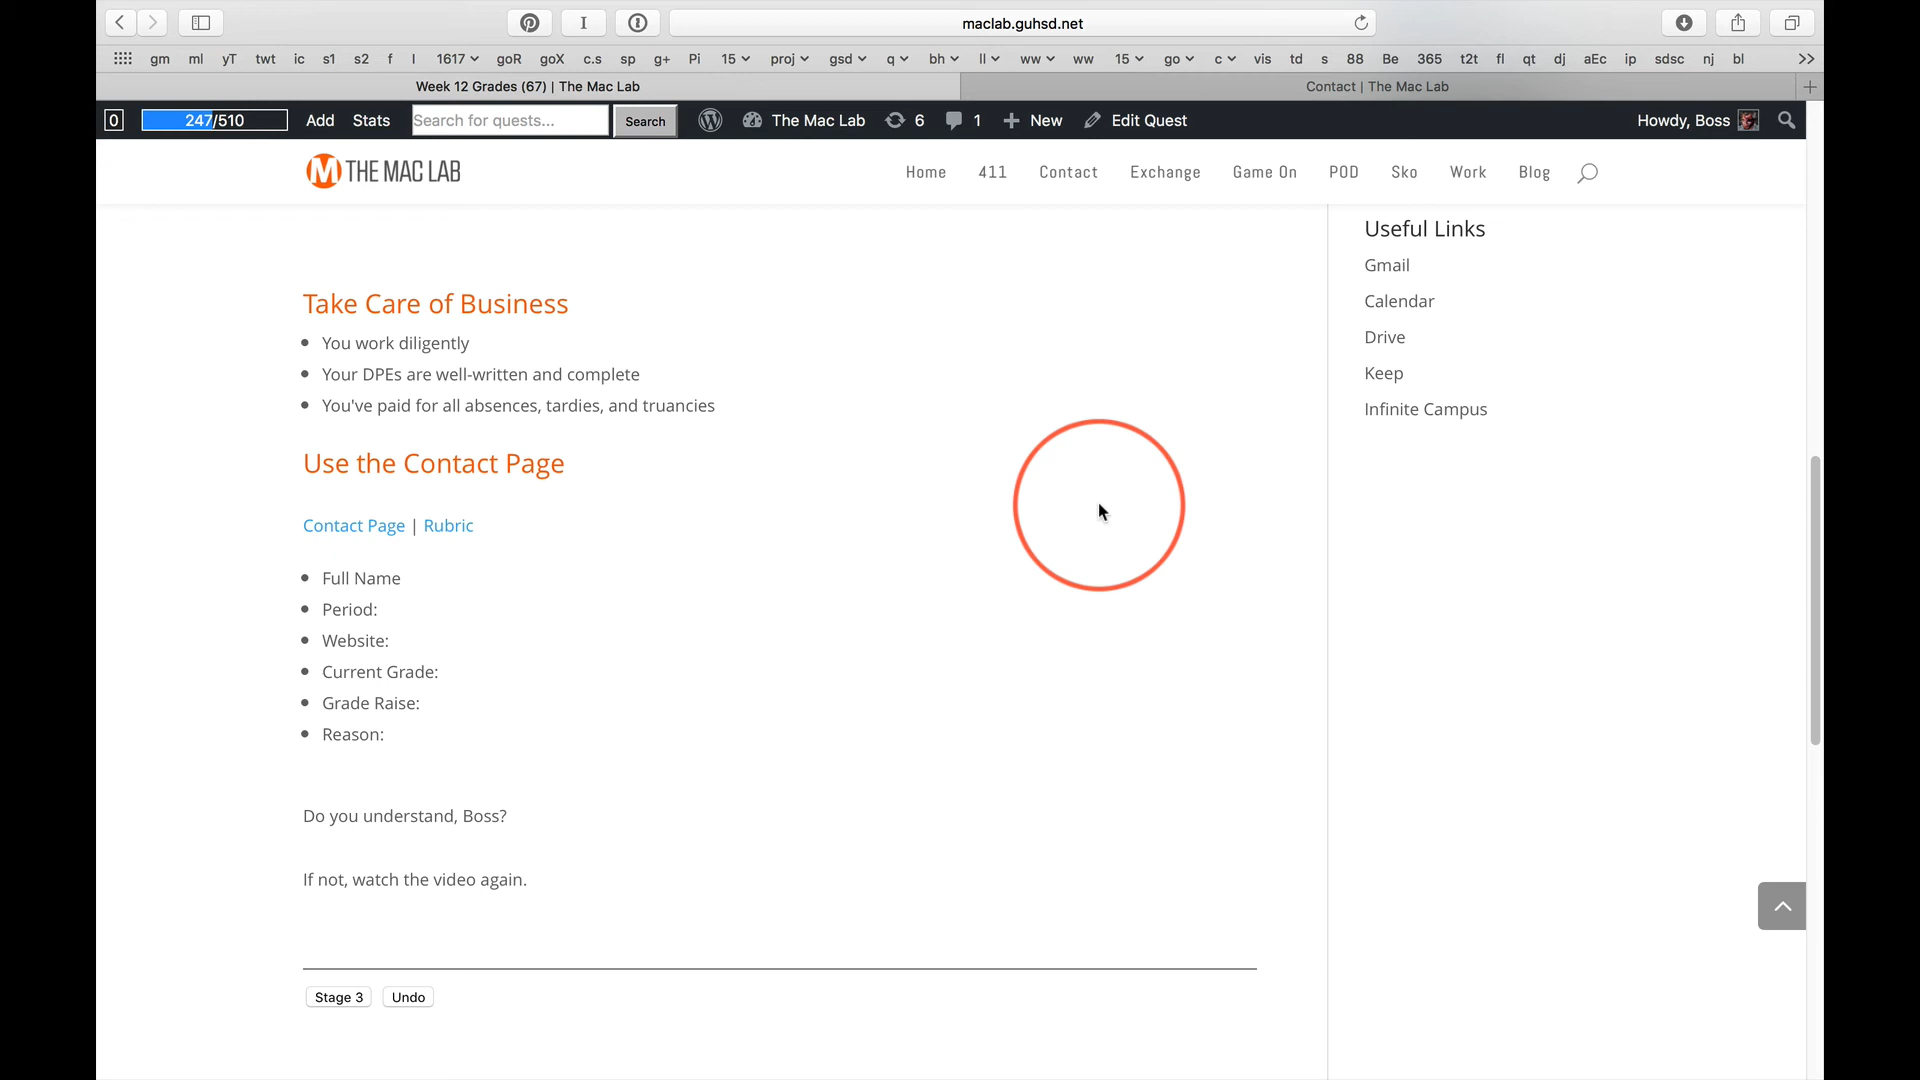 maclab.guhsd.net
gm ml yT twt ic s1 s2 f I 1617 goR goX c.s sp g+ Pi 15 proj gsd q bh ll ww ww 15 go c vis td s 88 Be 365 t2t fl qt dj aEc ip sdsc nj bl
Week 12 Grades (67) | The Mac Lab
Contact | The Mac Lab
0 247/510 Add Stats Search for quests... Search The Mac Lab 6 1 New Edit Quest Howdy, Boss
M THE MAC LAB
Home 411 Contact Exchange Game On POD Sko Work Blog
Useful Links
Gmail
Calendar
Drive
Keep
Infinite Campus
Take Care of Business
You work diligently
Your DPEs are well-written and complete
You've paid for all absences, tardies, and truancies
Use the Contact Page
Contact Page | Rubric
Full Name
Period:
Website:
Current Grade:
Grade Raise:
Reason:
Do you understand, Boss?
If not, watch the video again.
Stage 3 Undo